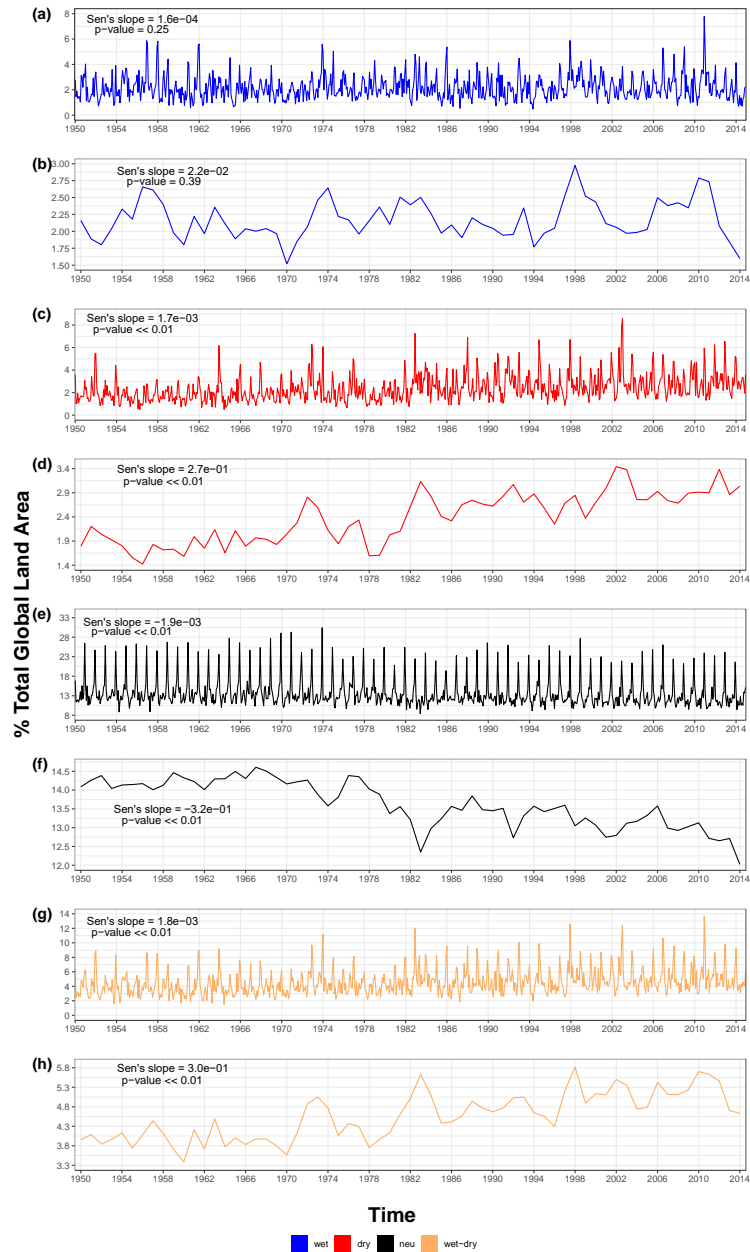 % Total Global Land Area
(a)
Sen's slope = 1.6e−04
p−value = 0.25
8
6
4
2
0
1950 1954 1958 1962 1966 1970 1974 1978 1982 1986 1990 1994 1998 2002 2006 2010 2014
(b)
Sen's slope = 2.2e−02
p−value = 0.39
3.00
2.75
2.50
2.25
2.00
1.75
1.50
1950 1954 1958 1962 1966 1970 1974 1978 1982 1986 1990 1994 1998 2002 2006 2010 2014
(c)
Sen's slope = 1.7e−03
p−value << 0.01
8
6
4
2
0
1950 1954 1958 1962 1966 1970 1974 1978 1982 1986 1990 1994 1998 2002 2006 2010 2014
(d)
Sen's slope = 2.7e−01
p−value << 0.01
3.4
2.9
2.4
1.9
1.4
1950 1954 1958 1962 1966 1970 1974 1978 1982 1986 1990 1994 1998 2002 2006 2010 2014
(e)
Sen's slope = −1.9e−03
p−value << 0.01
33
28
23
18
13
8
1950 1954 1958 1962 1966 1970 1974 1978 1982 1986 1990 1994 1998 2002 2006 2010 2014
(f)
Sen's slope = −3.2e−01
p−value << 0.01
14.5
14.0
13.5
13.0
12.5
12.0
1950 1954 1958 1962 1966 1970 1974 1978 1982 1986 1990 1994 1998 2002 2006 2010 2014
(g)
Sen's slope = 1.8e−03
p−value << 0.01
14
12
10
8
6
4
2
0
1950 1954 1958 1962 1966 1970 1974 1978 1982 1986 1990 1994 1998 2002 2006 2010 2014
(h)
Sen's slope = 3.0e−01
p−value << 0.01
5.8
5.3
4.8
4.3
3.8
3.3
1950 1954 1958 1962 1966 1970 1974 1978 1982 1986 1990 1994 1998 2002 2006 2010 2014
Time
wet dry neu wet−dry